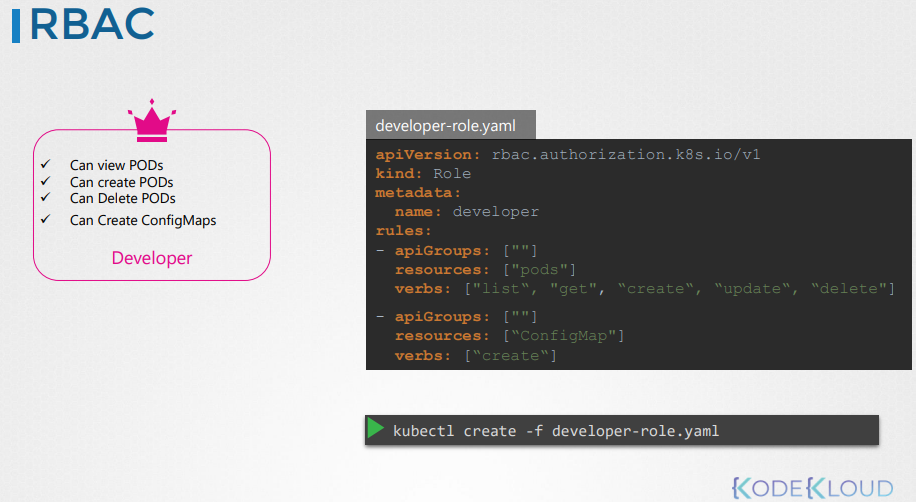 RBAC
✓ Can view PODs
✓ Can create PODs
✓ Can Delete PODs
✓ Can Create ConfigMaps
Developer
developer-role.yaml
apiVersion: rbac.authorization.k8s.io/v1
kind: Role
metadata:
  name: developer
rules:
- apiGroups: [""]
  resources: ["pods"]
  verbs: ["list“, "get", “create“, “update“, “delete"]
- apiGroups: [""]
  resources: [“ConfigMap"]
  verbs: [“create“]
kubectl create -f developer-role.yaml
KODEKLOUD